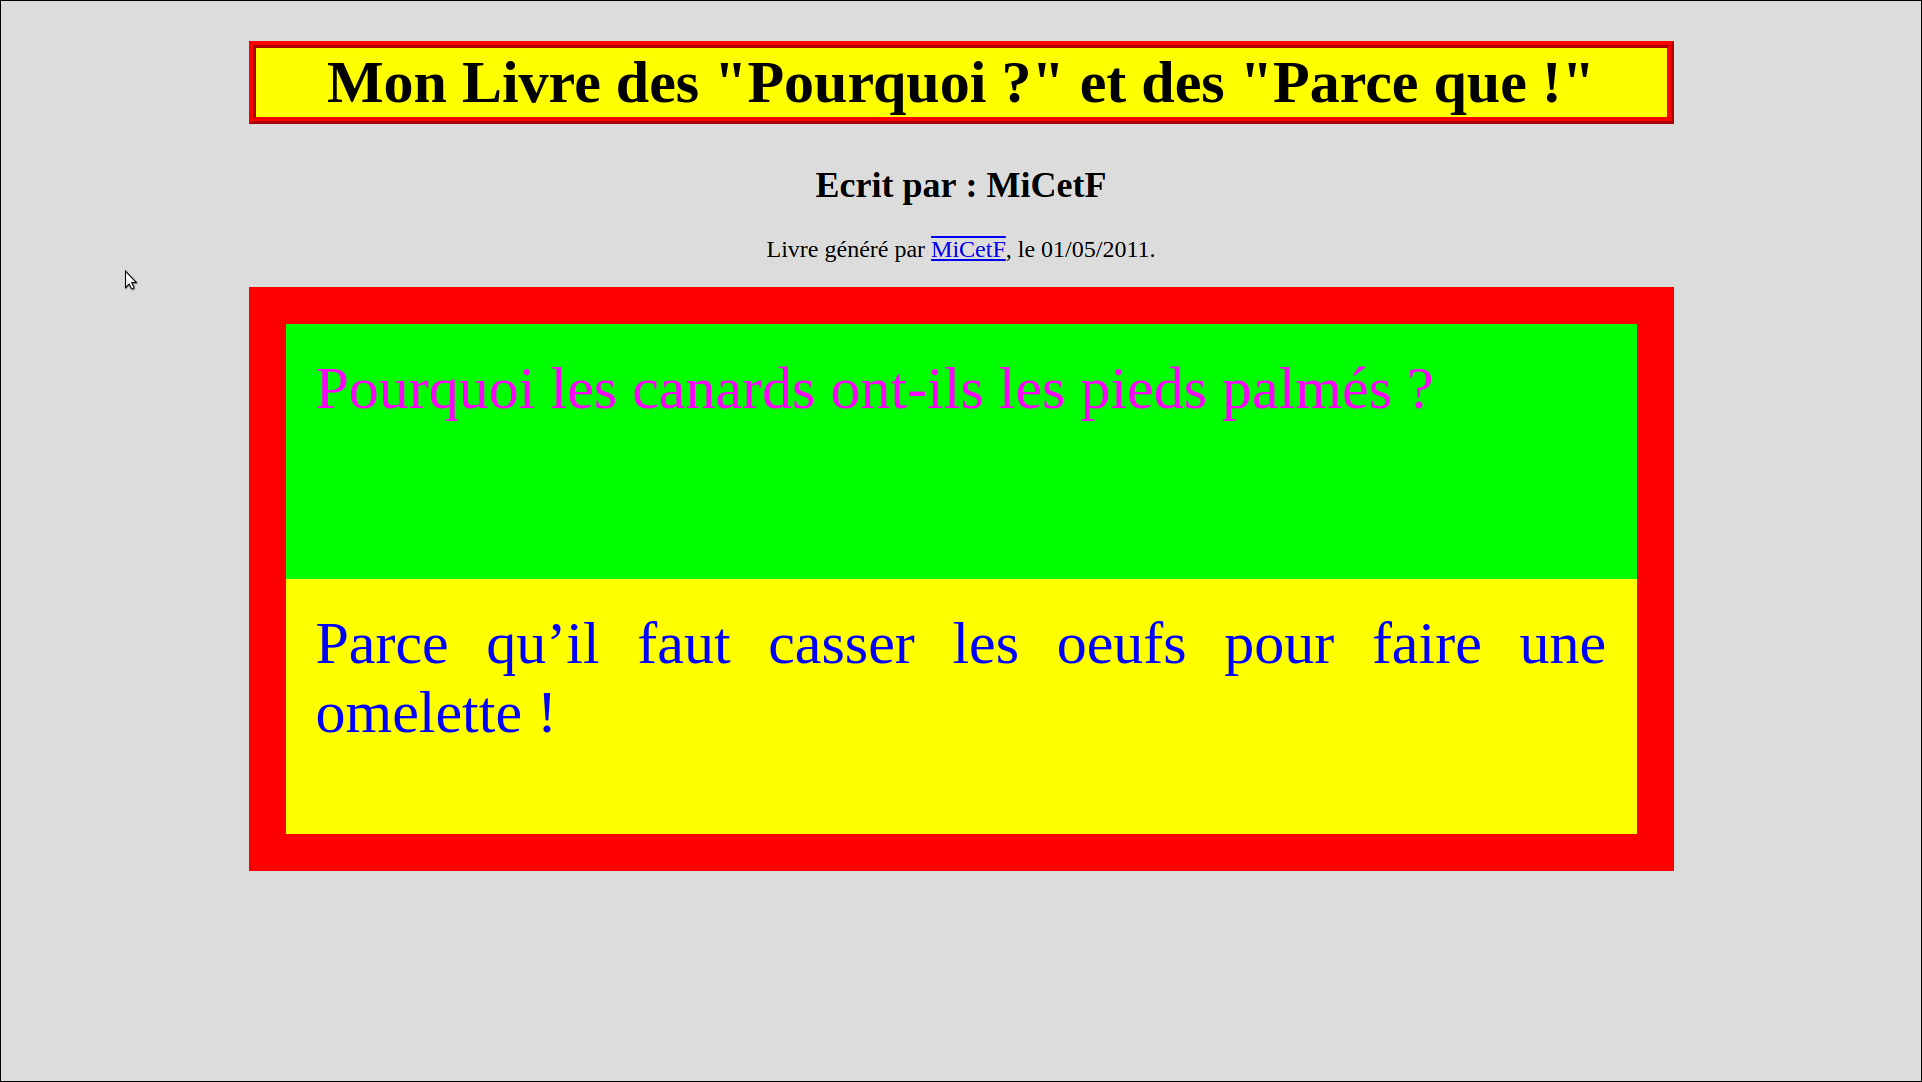 Mon Livre des "Pourquoi ?" et des "Parce que !"
Ecrit par : MiCetF
Livre généré par MiCetF, le 01/05/2011.
Pourquoi les canards ont-ils les pieds palmés ?
Parce qu’il faut casser les oeufs pour faire une
omelette !